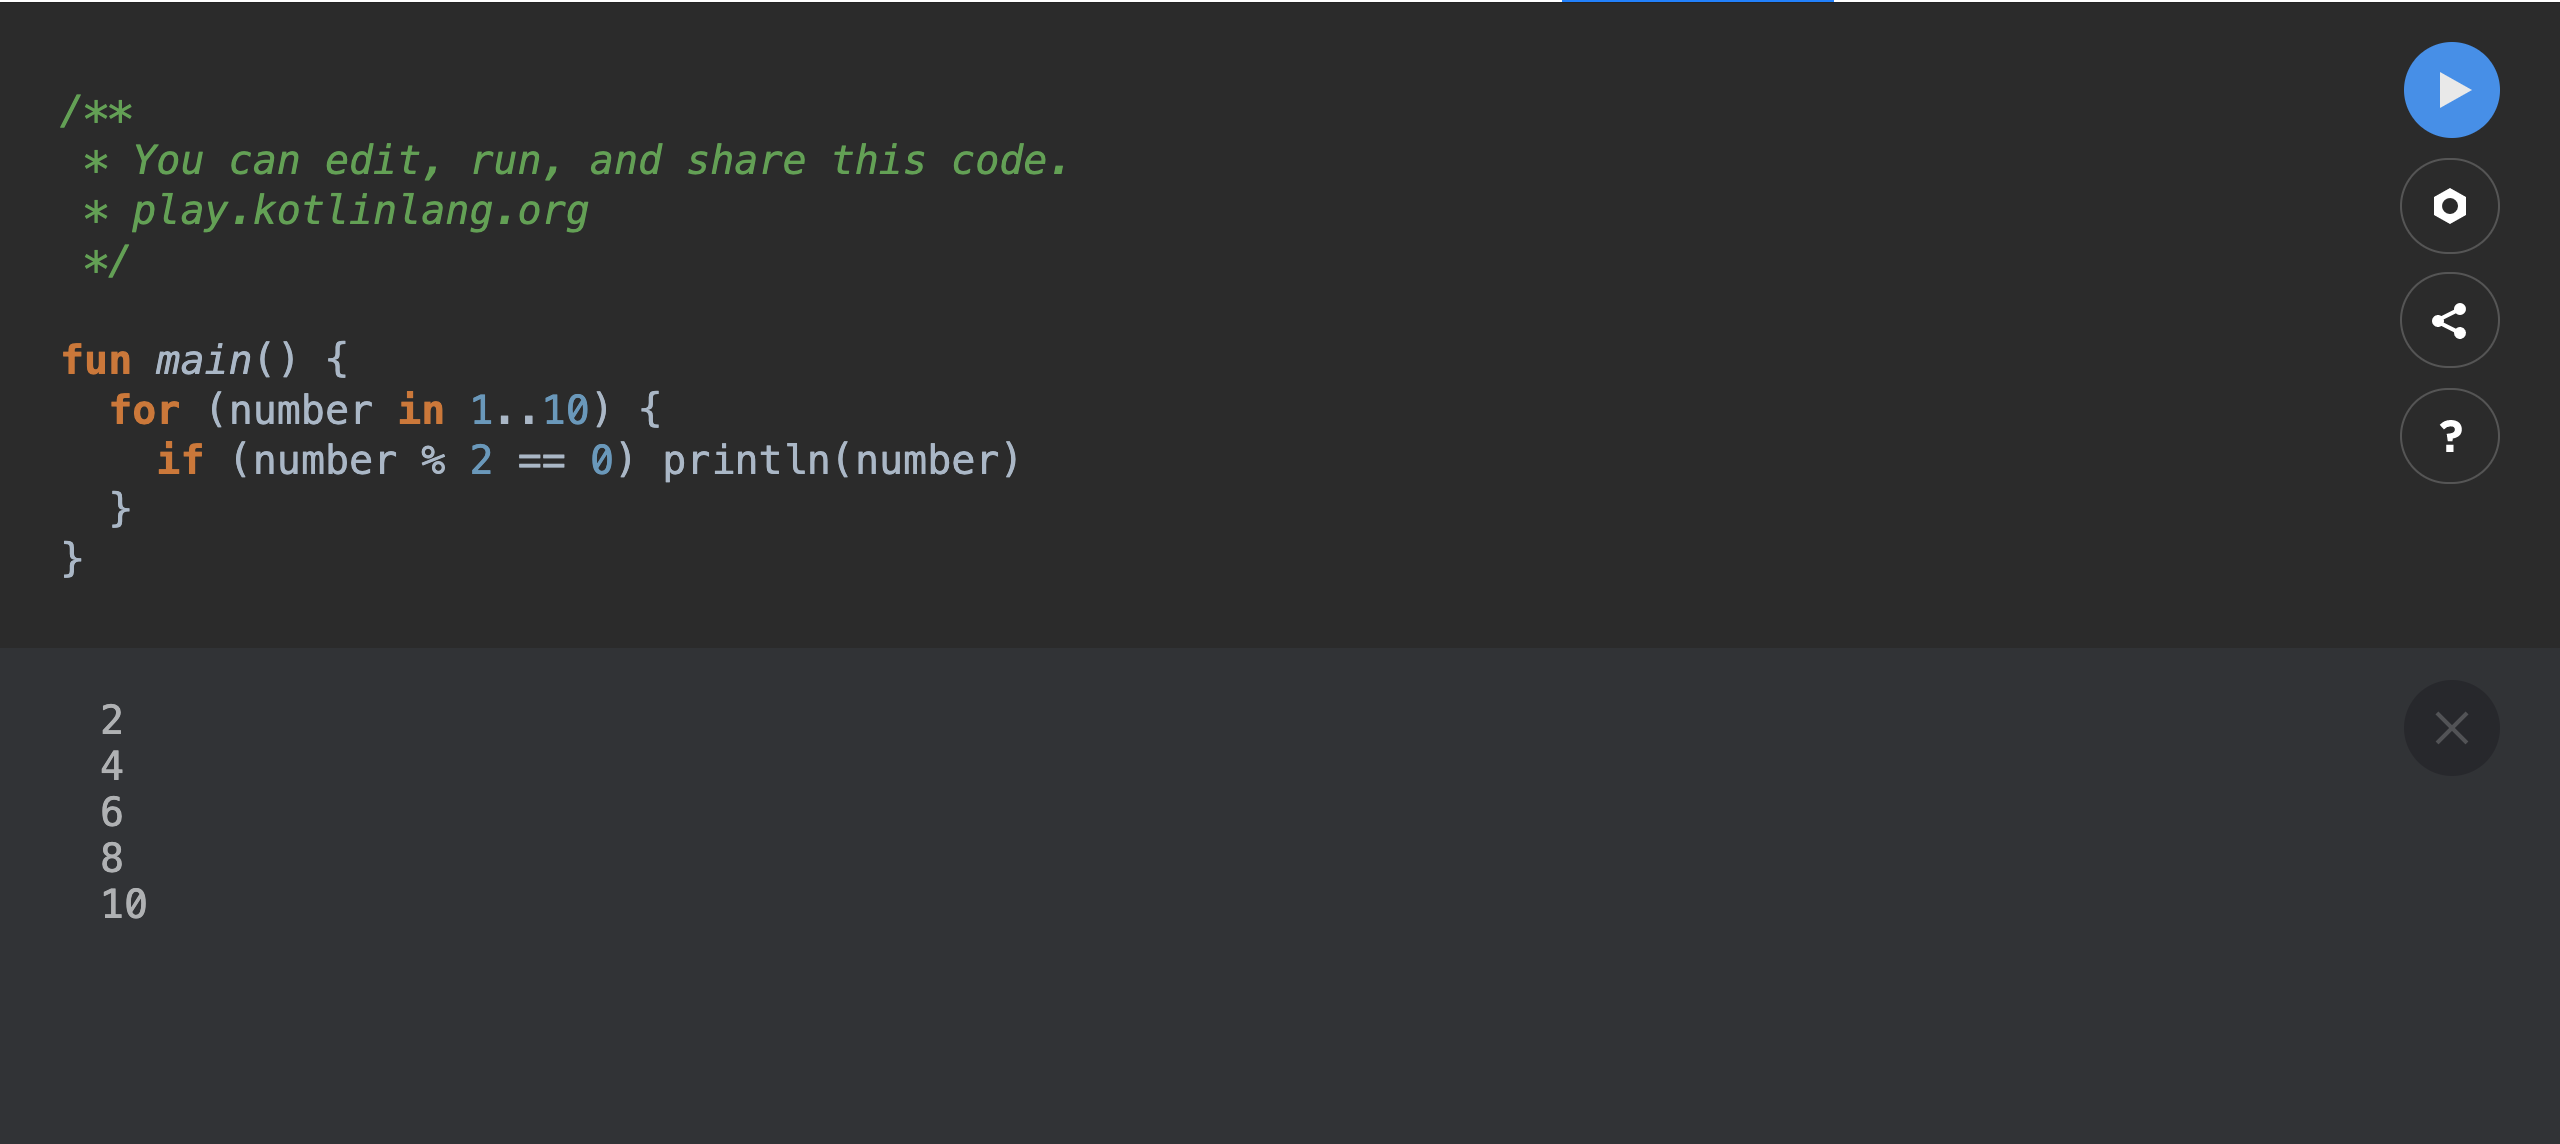 /**
 * You can edit, run, and share this code.
 * play.kotlinlang.org
 */
fun main() {
  for (number in 1..10) {
    if (number % 2 == 0) println(number)
  }
}
?
2
4
6
8
10